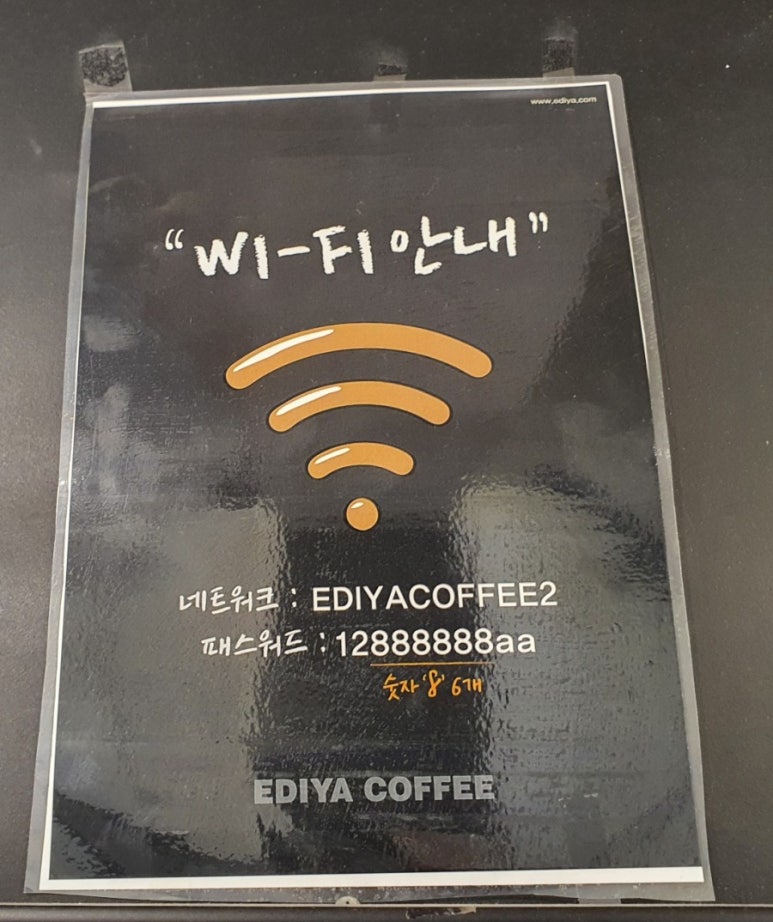 www.ediya.com
“WI-FI 안내”
네트워크 : EDIYACOFFEE2
패스워드 : 12888888aa
숫자 '8' 6개
EDIYA COFFEE